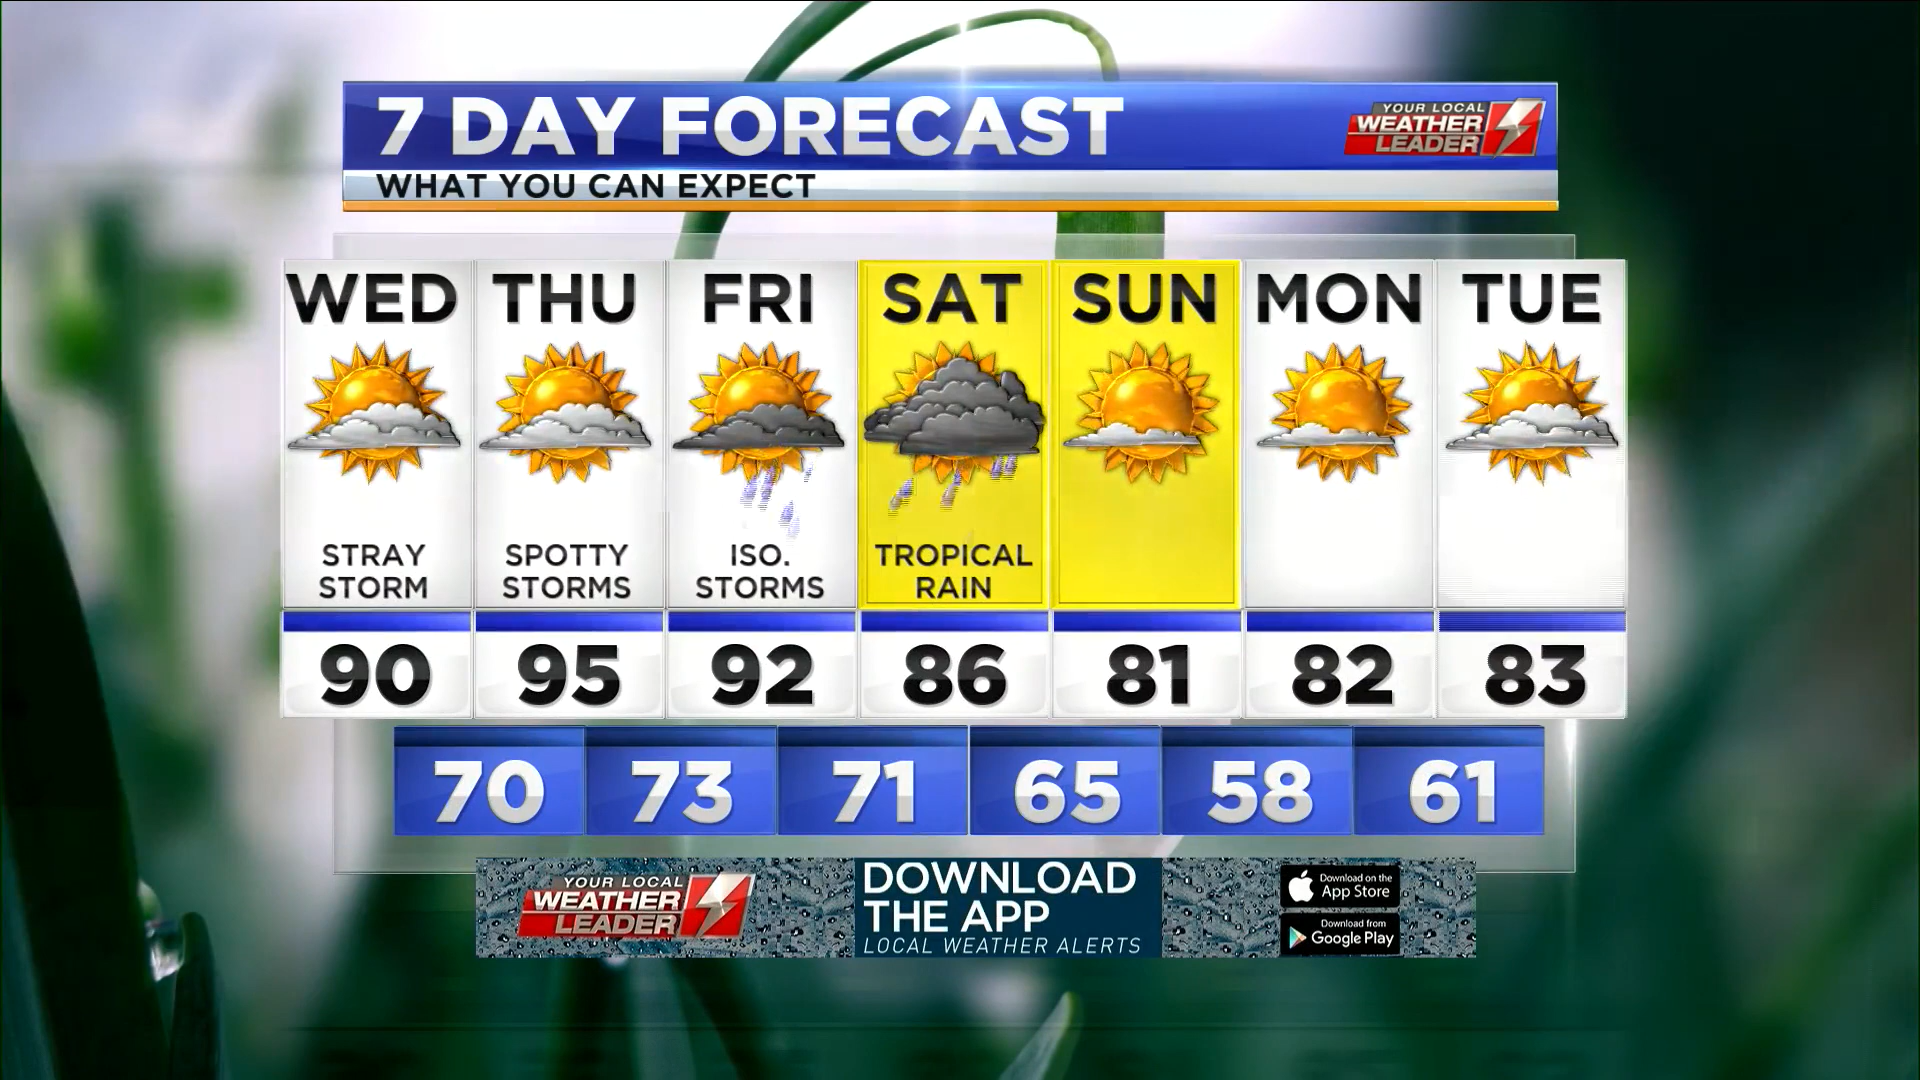 7 DAY FORECAST
YOUR LOCAL
WEATHER
LEADER
WHAT YOU CAN EXPECT
WED THU FRI SAT SUN MON TUE
STRAY SPOTTY ISO. TROPICAL
STORM STORMS STORMS RAIN
90 95 92 86 81 82 83
70 73 71 65 58 61
YOUR LOCAL
WEATHER
LEADER
DOWNLOAD
THE APP
LOCAL WEATHER ALERTS
Download on the
App Store
Download from
Google Play